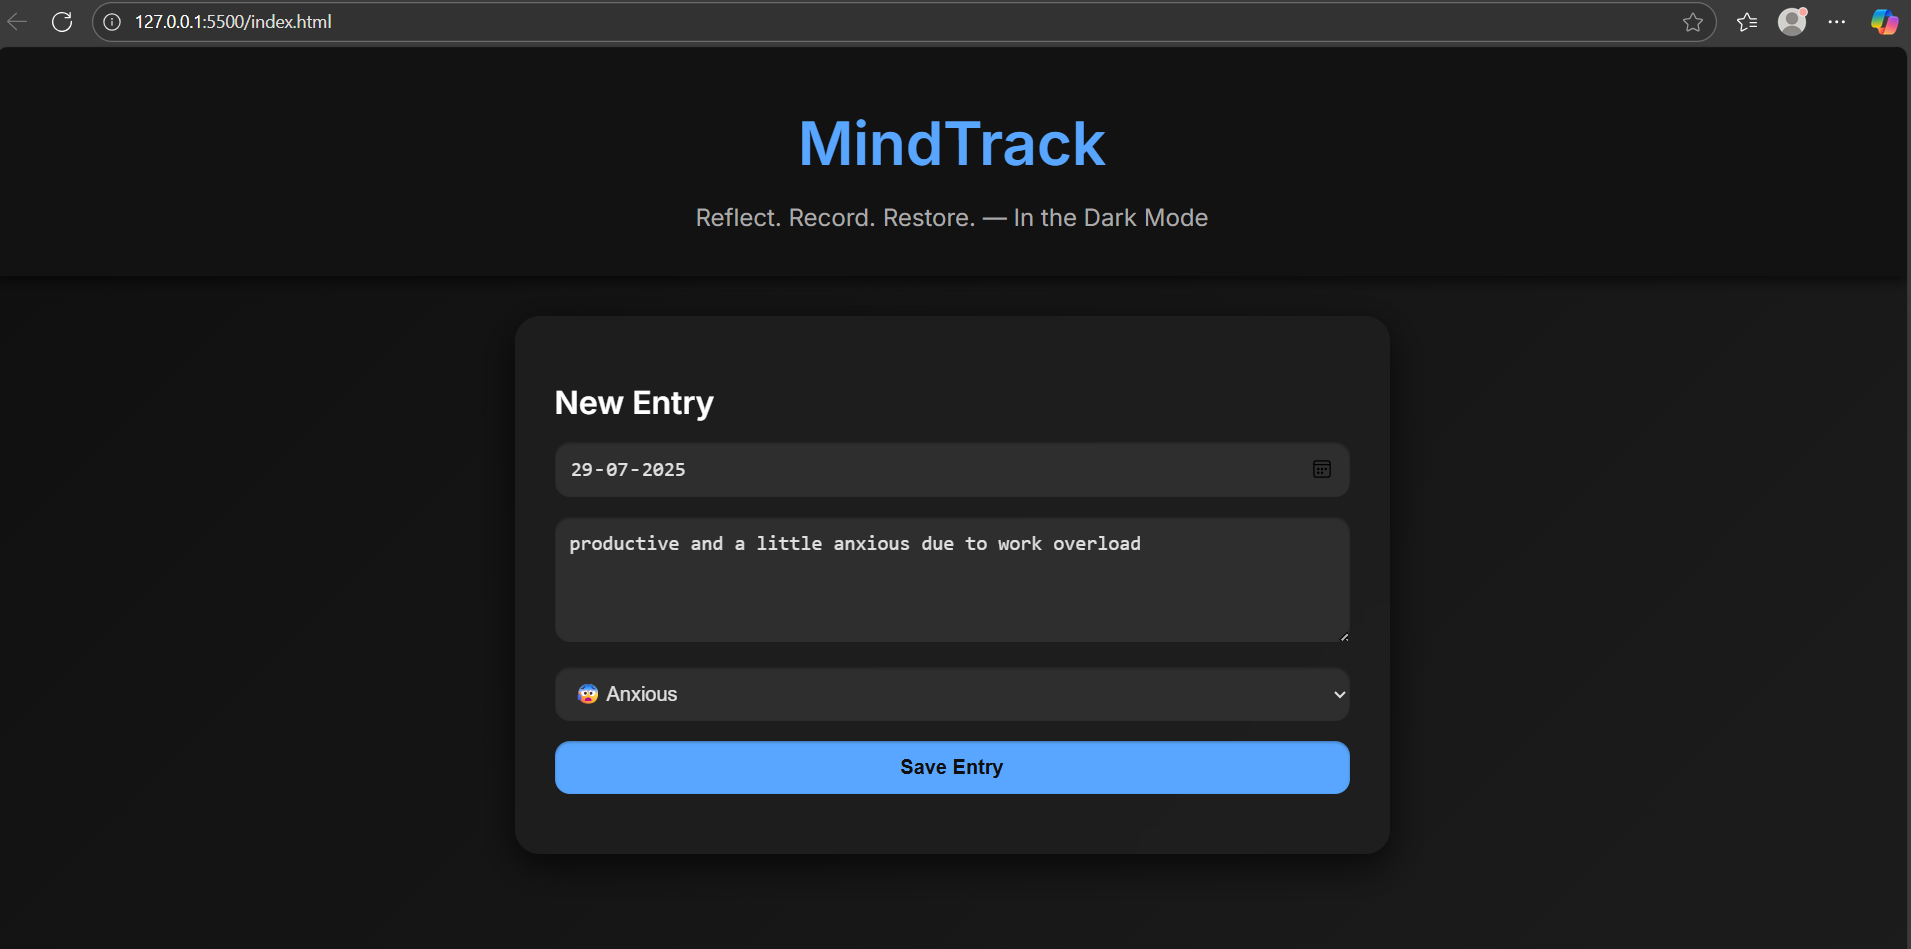 127.0.0.1:5500/index.html
MindTrack
Reflect. Record. Restore. — In the Dark Mode
New Entry
29-07-2025
productive and a little anxious due to work overload
😰 Anxious
Save Entry